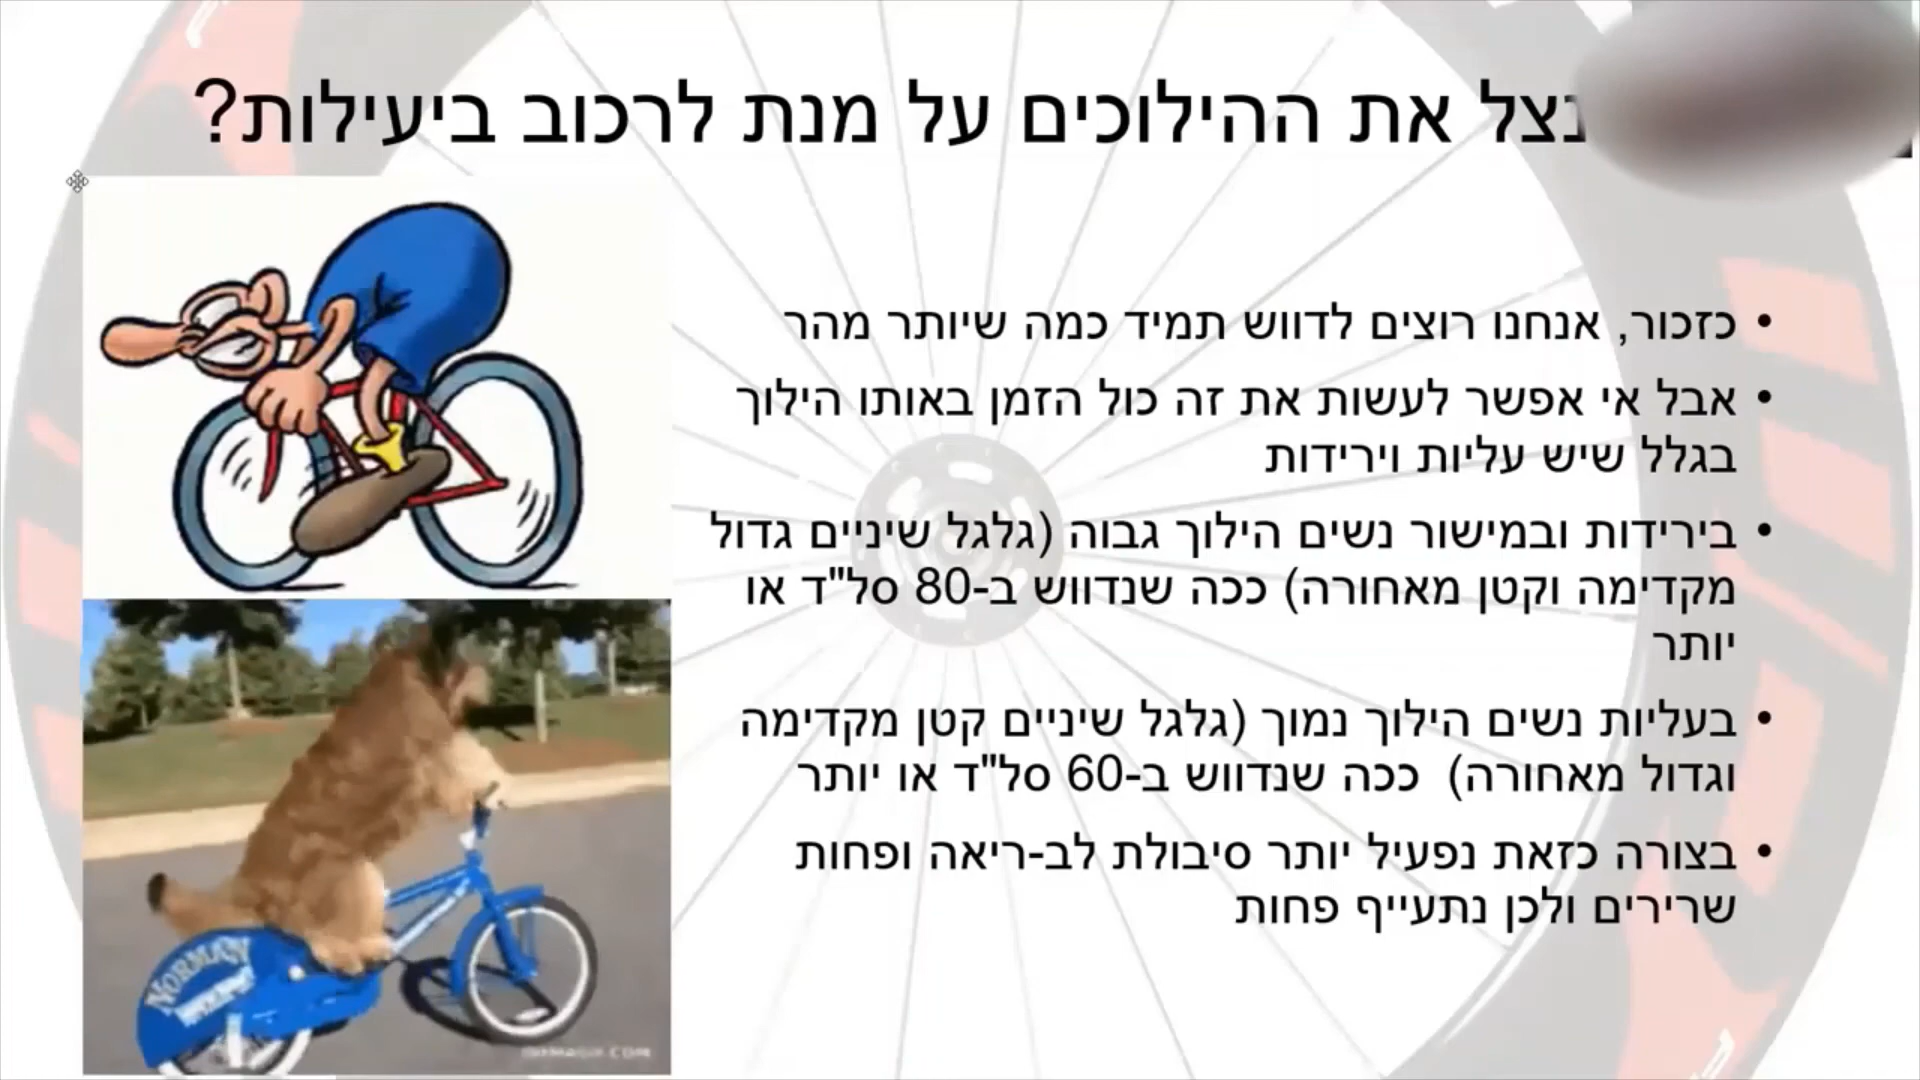 ננצל את ההילוכים על מנת לרכוב ביעילות?
• כזכור, אנחנו רוצים לדווש תמיד כמה שיותר מהר
• אבל אי אפשר לעשות את זה כול הזמן באותו הילוך
בגלל שיש עליות וירידות
• בירידות ובמישור נשים הילוך גבוה (גלגל שיניים גדול
מקדימה וקטן מאחורה) ככה שנדווש ב-80 סל"ד או
יותר
• בעליות נשים הילוך נמוך (גלגל שיניים קטן מקדימה
וגדול מאחורה) ככה שנדווש ב-60 סל"ד או יותר
• בצורה כזאת נפעיל יותר סיבולת לב-ריאה ופחות
שרירים ולכן נתעייף פחות
NORMAN